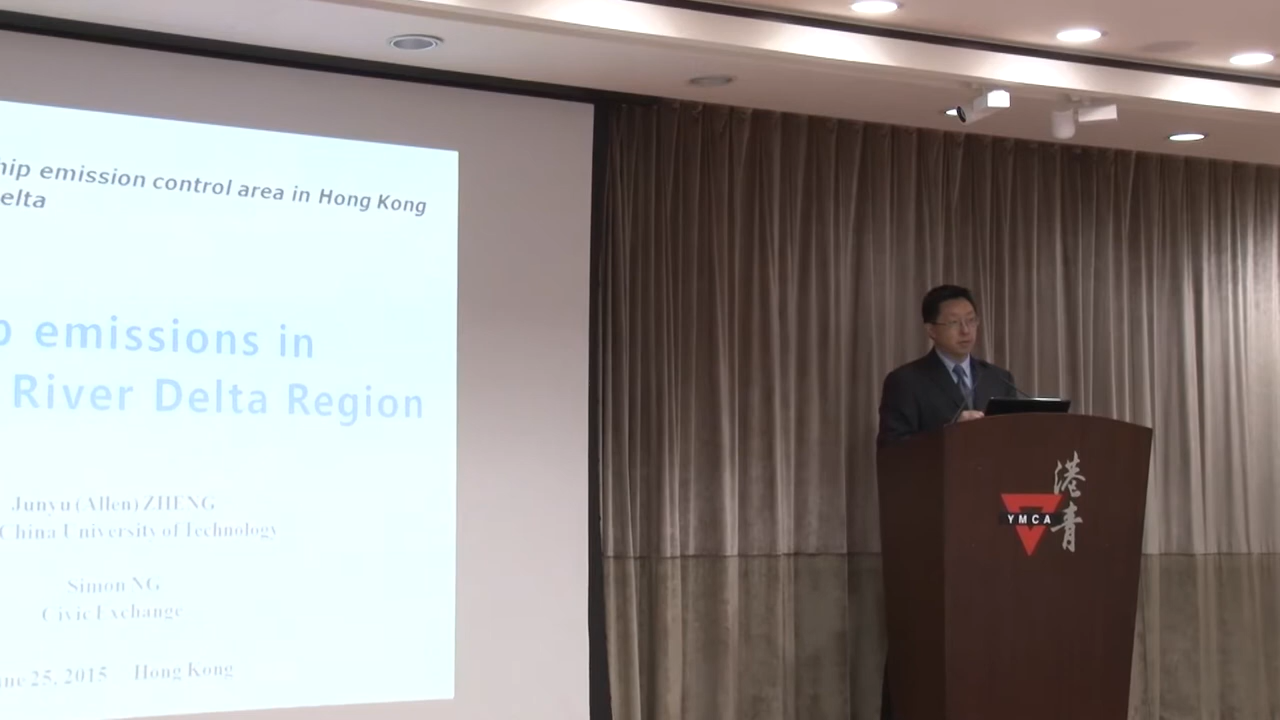 hip emission control area in Hong Kong
elta
emissions in
River Delta Region
Junyu (Allen) ZHENG
China University of Technology
Simon NG
Civic Exchange
une 25, 2015 Hong Kong
港青
YMCA